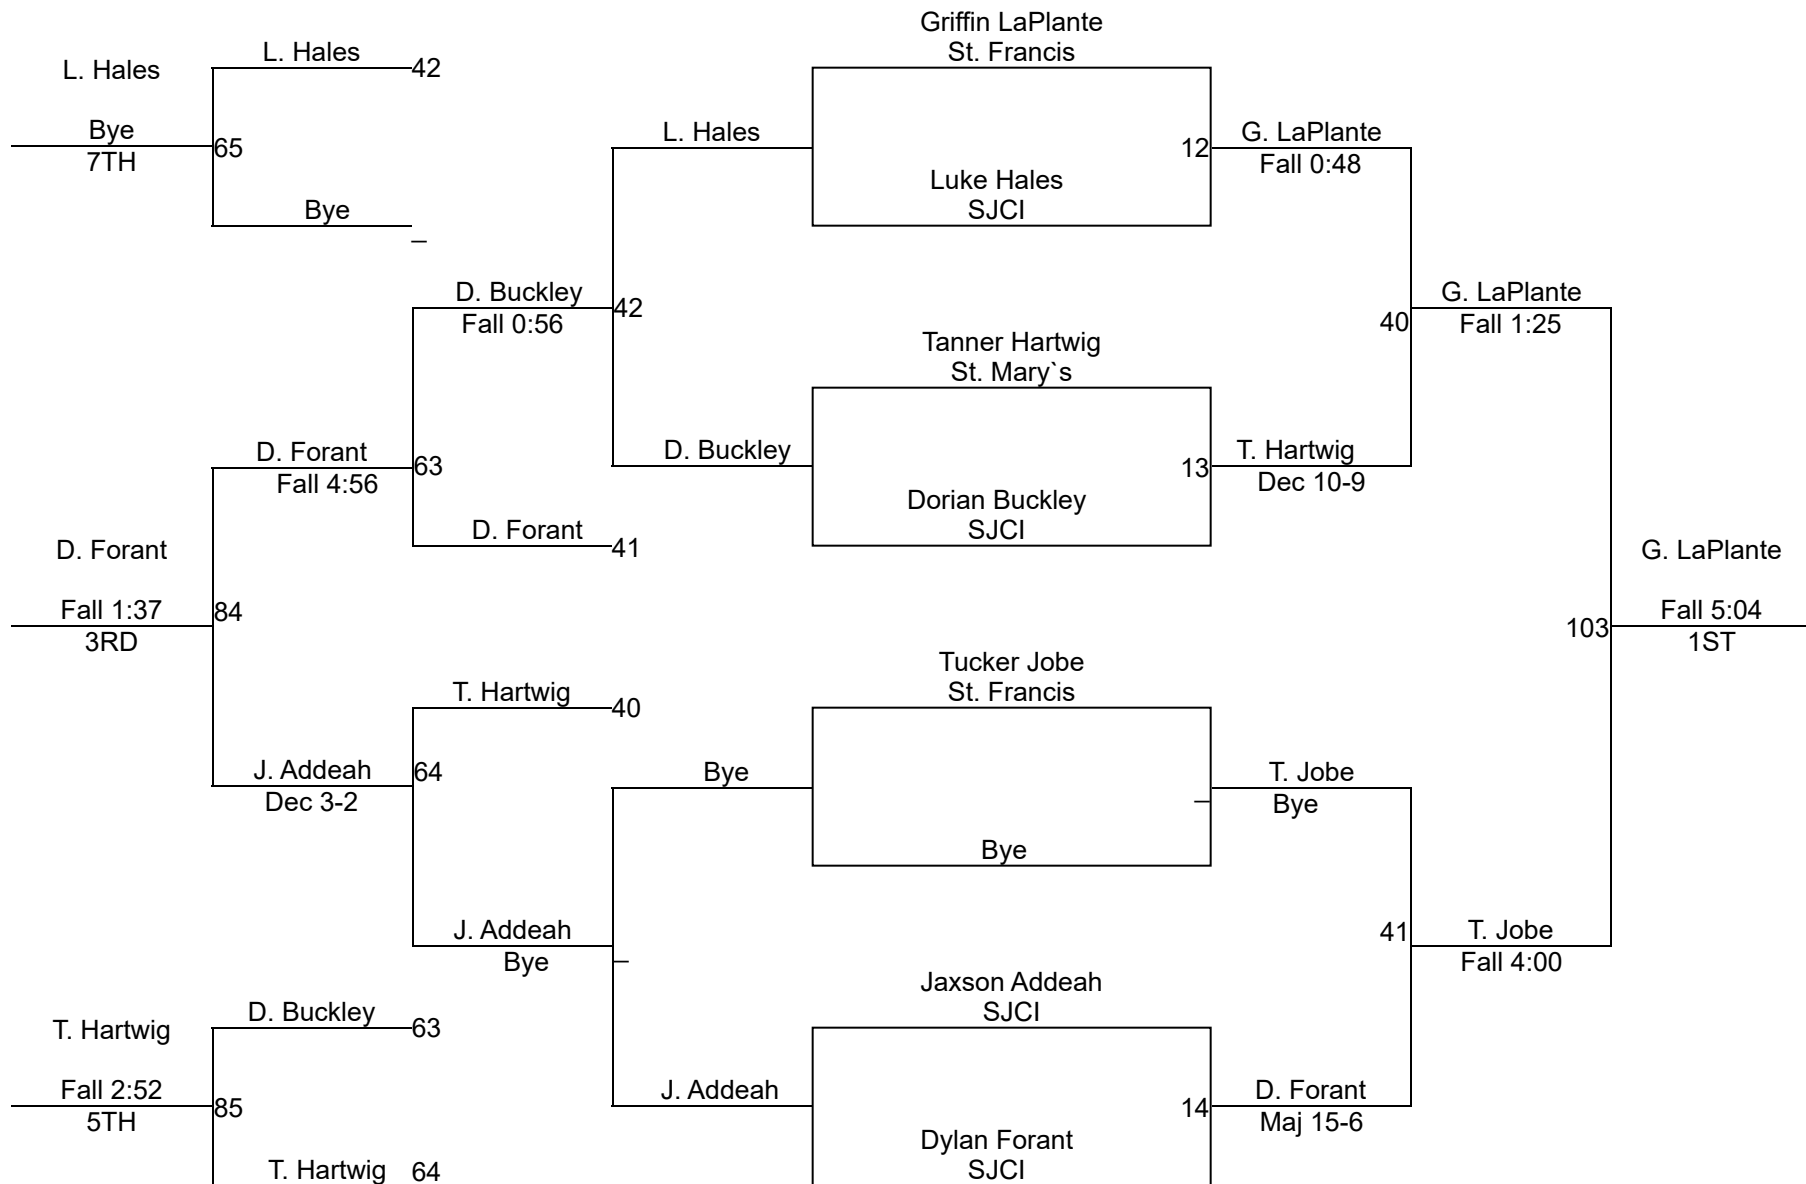 Griffin LaPlante
St. Francis
L. Hales
L. Hales
42
Bye
7TH
65
L. Hales
12
G. LaPlante
Fall 0:48
Luke Hales
SJCI
Bye
_
D. Buckley
Fall 0:56
42
G. LaPlante
Fall 1:25
40
Tanner Hartwig
St. Mary`s
D. Forant
Fall 4:56
63
D. Buckley
13
T. Hartwig
Dec 10-9
Dorian Buckley
SJCI
D. Forant
41
D. Forant
Fall 1:37
3RD
84
G. LaPlante
103
Fall 5:04
1ST
Tucker Jobe
St. Francis
T. Hartwig
40
J. Addeah
Dec 3-2
64
Bye
_
T. Jobe
Bye
Bye
J. Addeah
Bye
_
41
T. Jobe
Fall 4:00
Jaxson Addeah
SJCI
T. Hartwig
D. Buckley
63
Fall 2:52
5TH
85
J. Addeah
14
D. Forant
Maj 15-6
Dylan Forant
SJCI
T. Hartwig
64